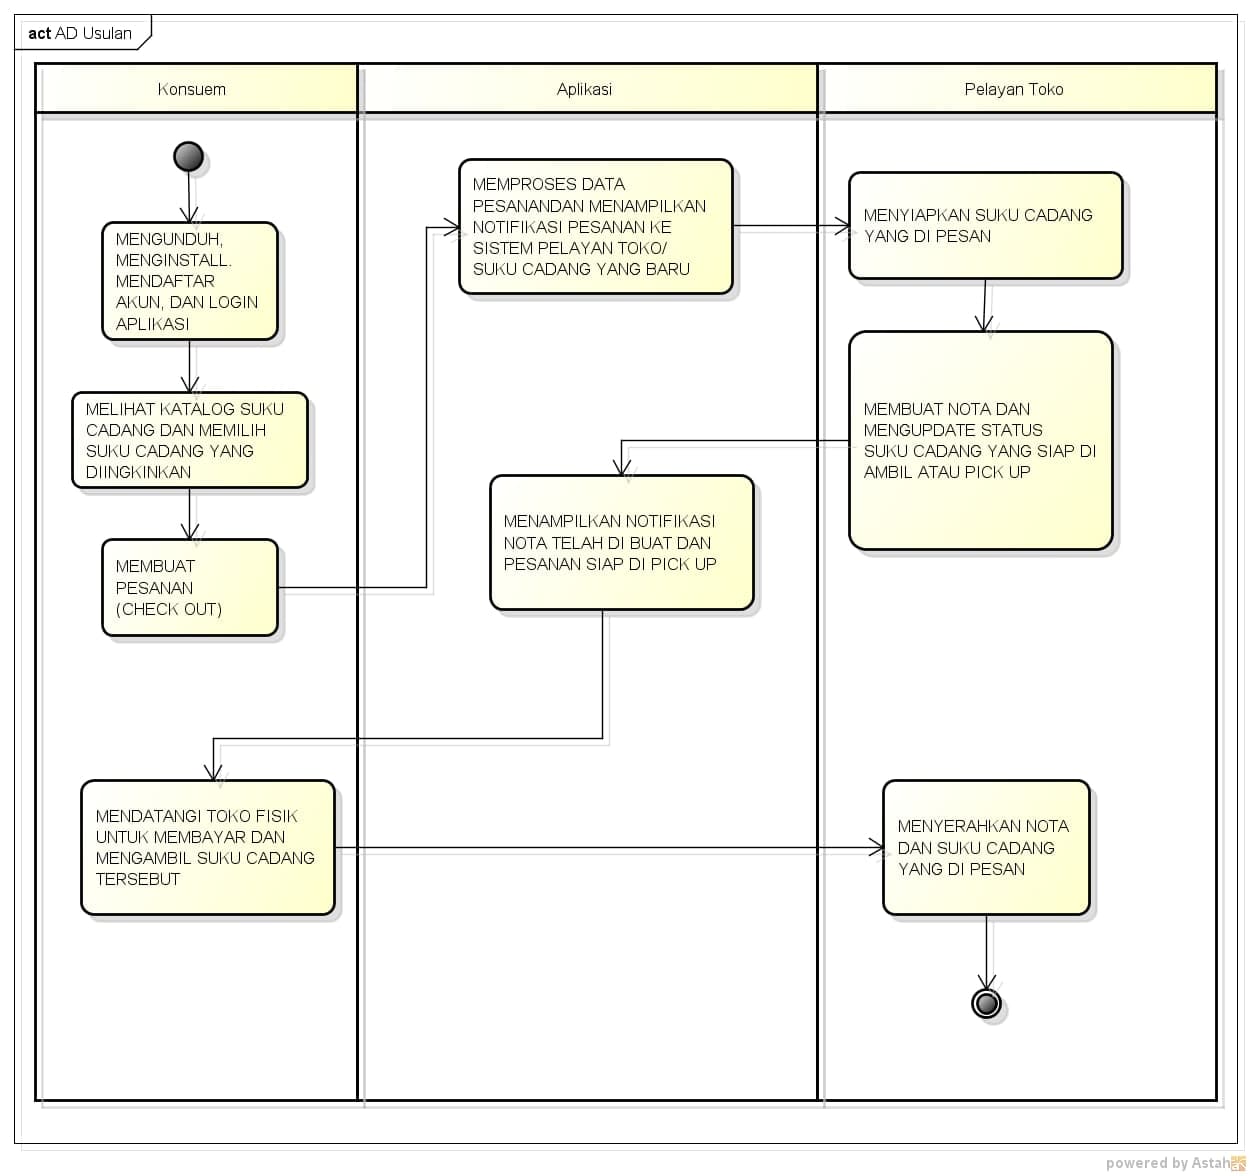 act AD Usulan
Konsuem
Aplikasi
Pelayan Toko
MENGUNDUH,
MENGINSTALL.
MENDAFTAR
AKUN, DAN LOGIN
APLIKASI
MELIHAT KATALOG SUKU
CADANG DAN MEMILIH
SUKU CADANG YANG
DIINGKINKAN
MEMBUAT
PESANAN
(CHECK OUT)
MEMPROSES DATA
PESANANDAN MENAMPILKAN
NOTIFIKASI PESANAN KE
SISTEM PELAYAN TOKO/
SUKU CADANG YANG BARU
MENYIAPKAN SUKU CADANG
YANG DI PESAN
MEMBUAT NOTA DAN
MENGUPDATE STATUS
SUKU CADANG YANG SIAP DI
AMBIL ATAU PICK UP
MENAMPILKAN NOTIFIKASI
NOTA TELAH DI BUAT DAN
PESANAN SIAP DI PICK UP
MENDATANGI TOKO FISIK
UNTUK MEMBAYAR DAN
MENGAMBIL SUKU CADANG
TERSEBUT
MENYERAHKAN NOTA
DAN SUKU CADANG
YANG DI PESAN
powered by Astah